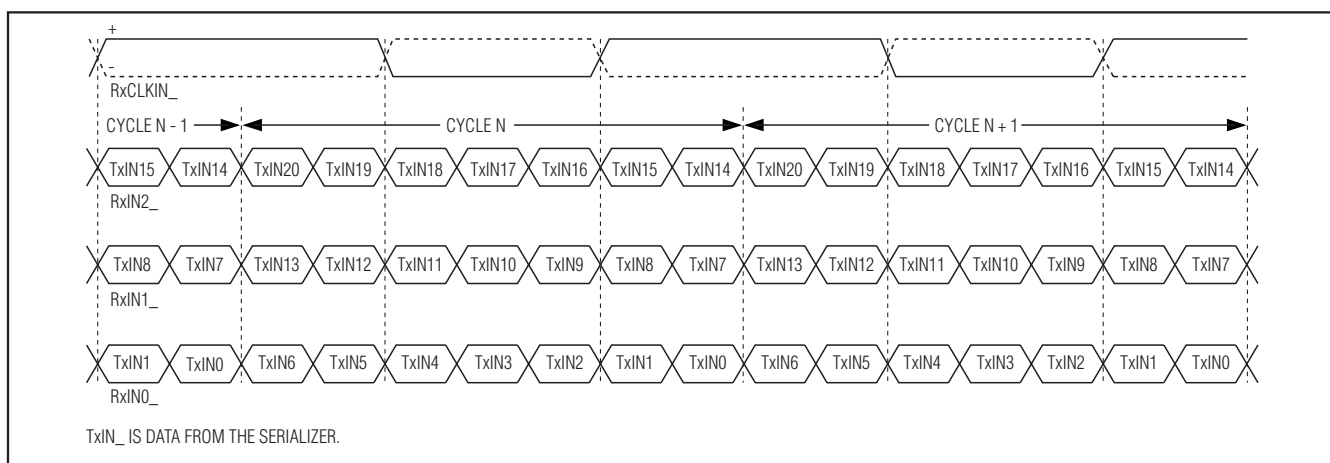 +
-
RxCLKIN_
CYCLE N - 1 CYCLE N CYCLE N + 1
TxIN15 TxIN14 TxIN20 TxIN19 TxIN18 TxIN17 TxIN16 TxIN15 TxIN14 TxIN20 TxIN19 TxIN18 TxIN17 TxIN16 TxIN15 TxIN14
RxIN2_
TxIN8 TxIN7 TxIN13 TxIN12 TxIN11 TxIN10 TxIN9 TxIN8 TxIN7 TxIN13 TxIN12 TxIN11 TxIN10 TxIN9 TxIN8 TxIN7
RxIN1_
TxIN1 TxIN0 TxIN6 TxIN5 TxIN4 TxIN3 TxIN2 TxIN1 TxIN0 TxIN6 TxIN5 TxIN4 TxIN3 TxIN2 TxIN1 TxIN0
RxIN0_
TxIN_ IS DATA FROM THE SERIALIZER.